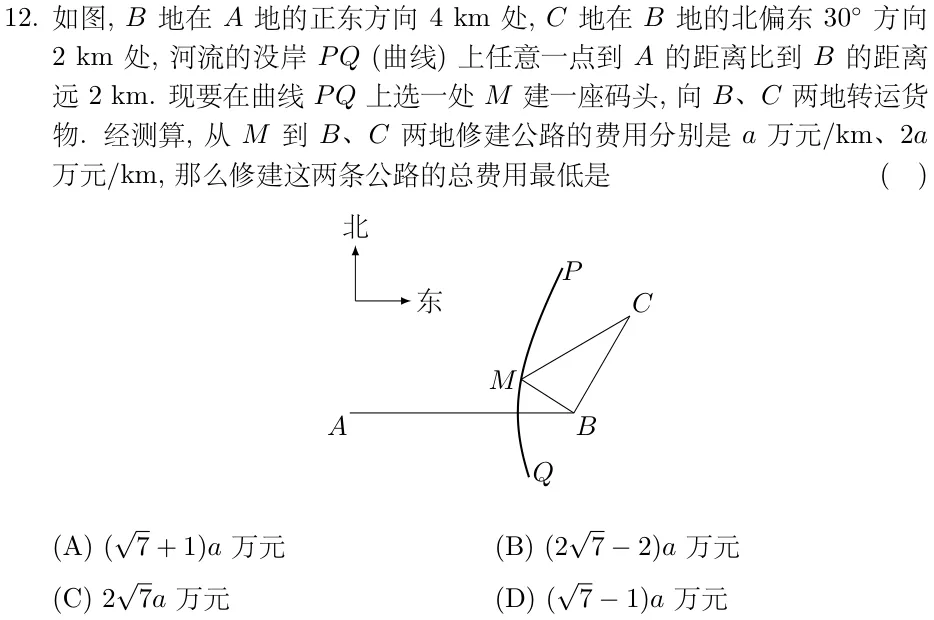 12. 如图, B 地在 A 地的正东方向 4 km 处, C 地在 B 地的北偏东 30° 方向
2 km 处, 河流的没岸 PQ (曲线) 上任意一点到 A 的距离比到 B 的距离
远 2 km. 现要在曲线 PQ 上选一处 M 建一座码头, 向 B、C 两地转运货
物. 经测算, 从 M 到 B、C 两地修建公路的费用分别是 a 万元/km、2a
万元/km, 那么修建这两条公路的总费用最低是 ( )
北
P
东
C
M
A
B
Q
(A) (√7 + 1)a 万元
(B) (2√7 − 2)a 万元
(C) 2√7a 万元
(D) (√7 − 1)a 万元